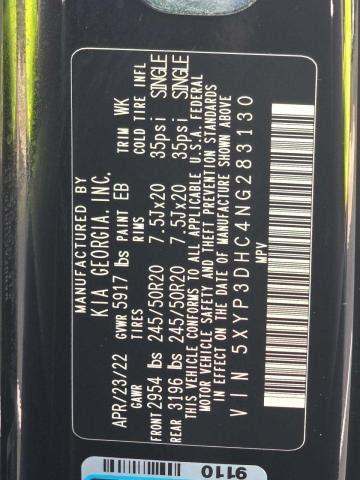 MANUFACTURED BY
KIA GEORGIA, INC.
APR/23/22 GVWR 5917 lbs PAINT EB TRIM WK
GAWR TIRES RIMS COLD TIRE INFL
FRONT 2954 lbs 245/50R20 7.5Jx20 35psi SINGLE
REAR 3196 lbs 245/50R20 7.5Jx20 35psi SINGLE
THIS VEHICLE CONFORMS TO ALL APPLICABLE U.S.A. FEDERAL
MOTOR VEHICLE SAFETY AND THEFT PREVENTION STANDARDS
IN EFFECT ON THE DATE OF MANUFACTURE SHOWN ABOVE
VIN 5XYP3DHC4NG283130
MPV
9110